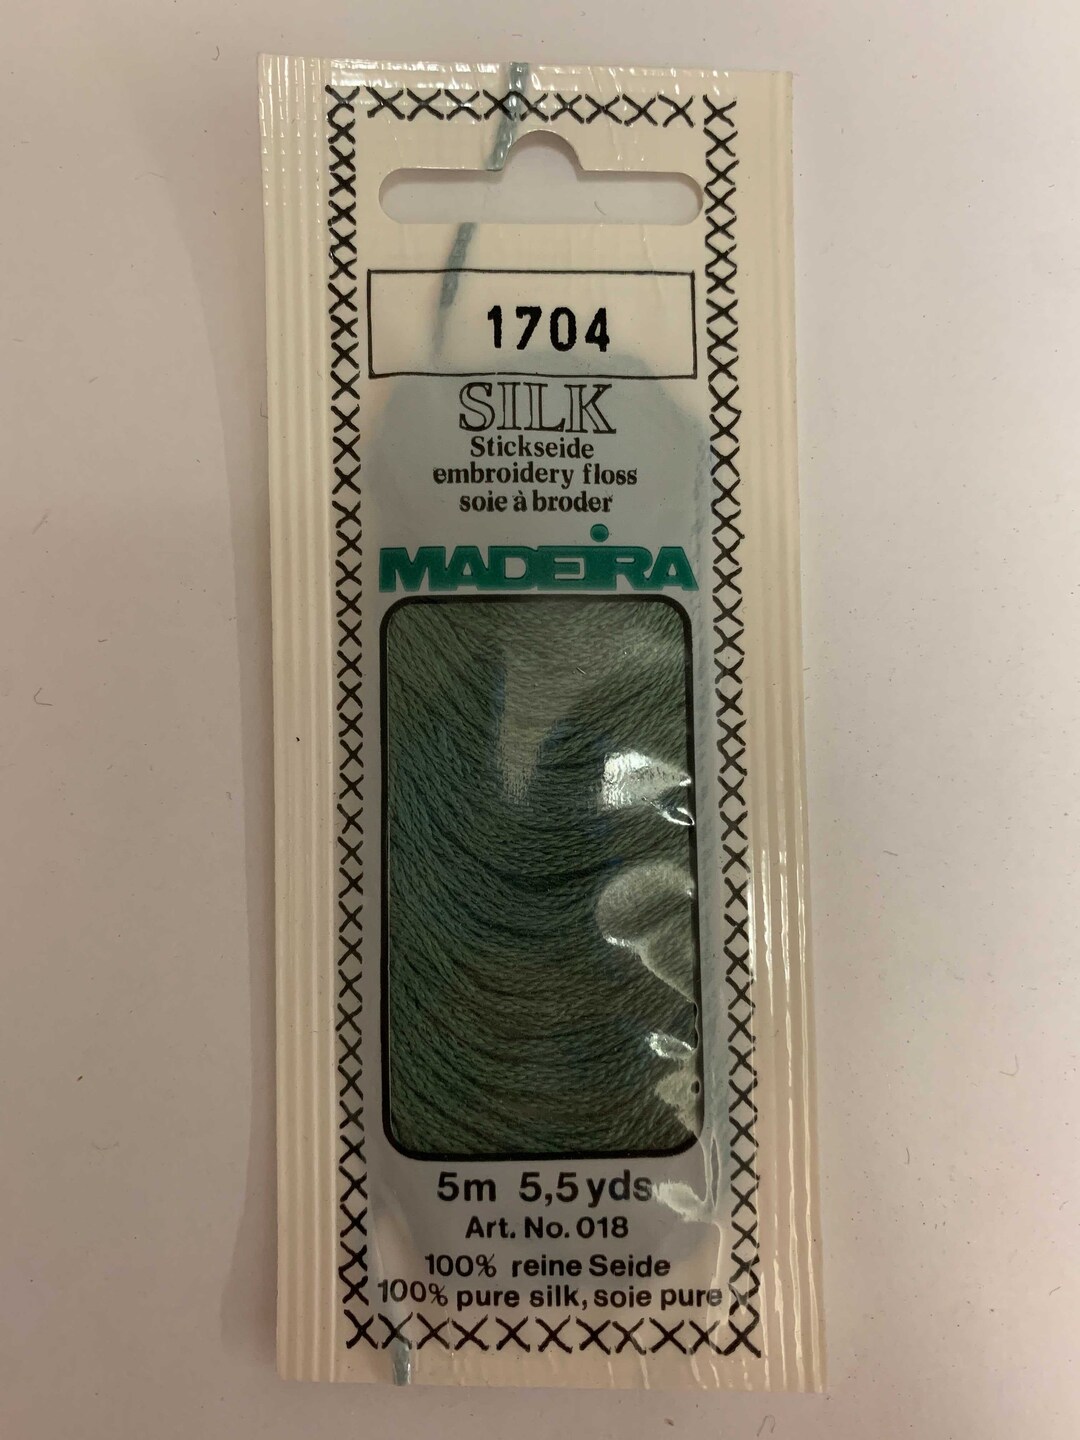 1704
SILK
Stickseide
embroidery floss
soie à broder
MADEIRA
5m 5,5 yds
Art. No. 018
100% reine Seide
100% pure silk, soie pure